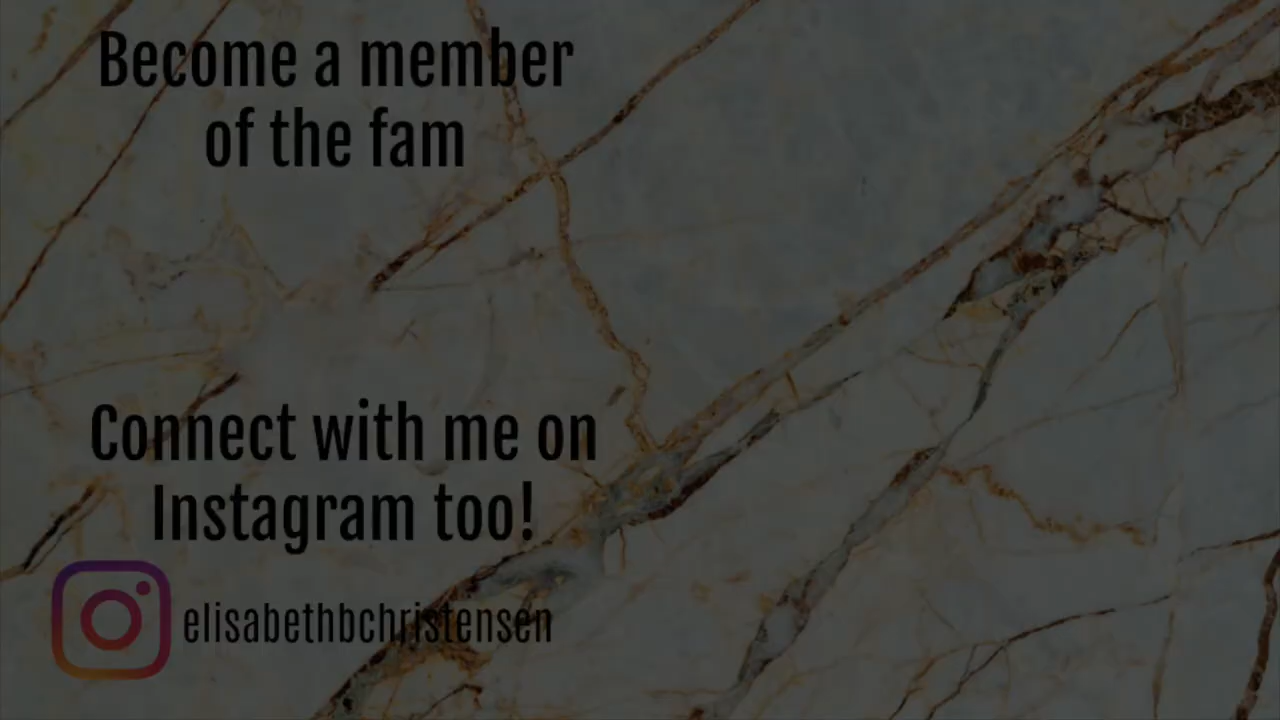 Become a member
of the fam
Connect with me on
Instagram too!
elisabethbchristensen